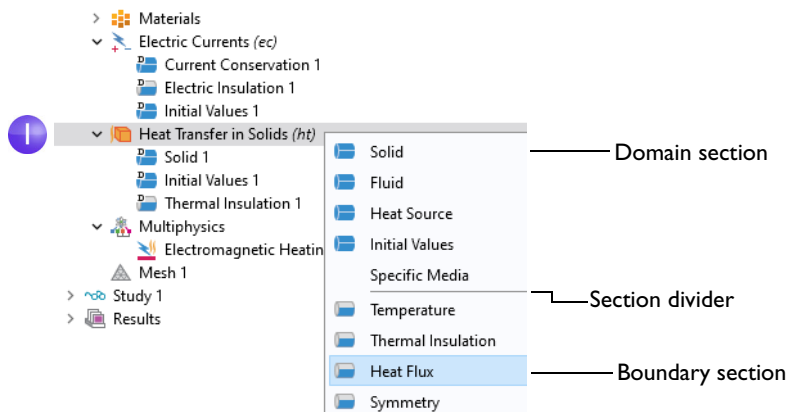 Materials
Electric Currents (ec)
Current Conservation 1
Electric Insulation 1
Initial Values 1
1
Heat Transfer in Solids (ht)
Solid 1
Initial Values 1
Thermal Insulation 1
Multiphysics
Electromagnetic Heatin
Mesh 1
Study 1
Results
Solid
Fluid
Heat Source
Initial Values
Specific Media
Temperature
Thermal Insulation
Heat Flux
Symmetry
Domain section
Section divider
Boundary section